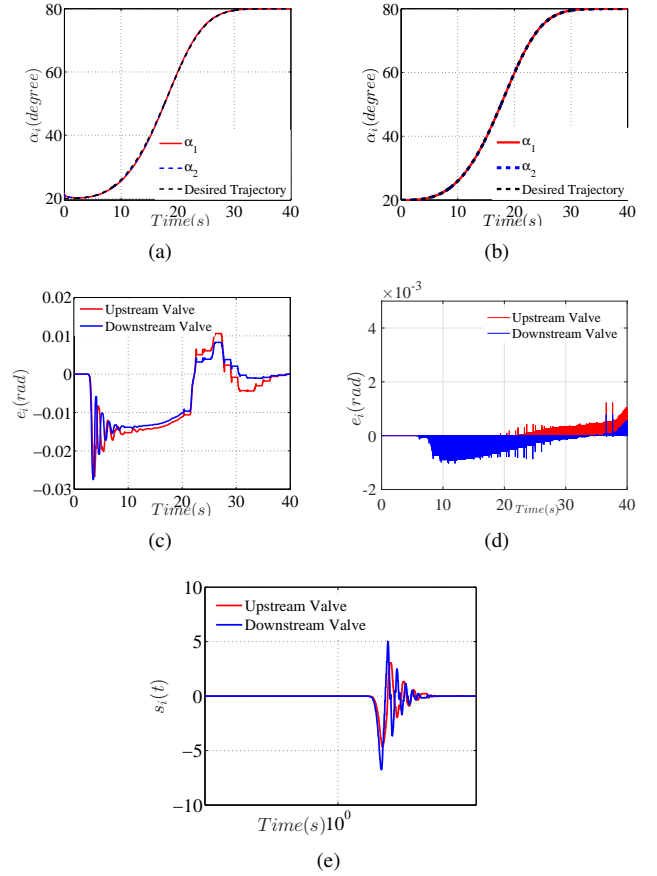 80
60
40
20
0 10 20 30 40
α_i(degree)
Time(s)
α_1
α_2
Desired Trajectory
(a)
80
60
40
20
0 10 20 30 40
α_i(degree)
Time(s)
α_1
α_2
Desired Trajectory
(b)
0.02
0.01
0
−0.01
−0.02
−0.03
0 10 20 30 40
e_i(rad)
Time(s)
Upstream Valve
Downstream Valve
(c)
×10^-3
4
2
0
-2
0 10 20 30 40
e_i(rad)
Time(s)
Upstream Valve
Downstream Valve
(d)
10
5
0
−5
−10
s_i(t)
Upstream Valve
Downstream Valve
Time(s) 10^0
(e)